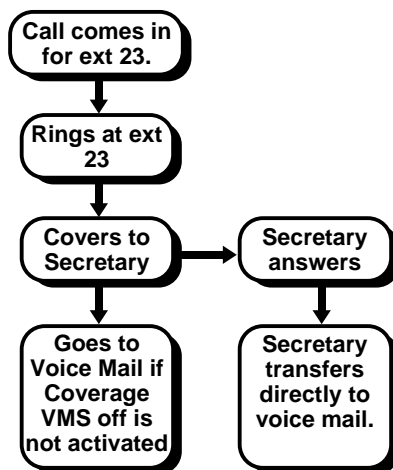 Call comes in
for ext 23.
Rings at ext
23
Covers to
Secretary
Secretary
answers
Goes to
Voice Mail if
Coverage
VMS off is
not activated
Secretary
transfers
directly to
voice mail.